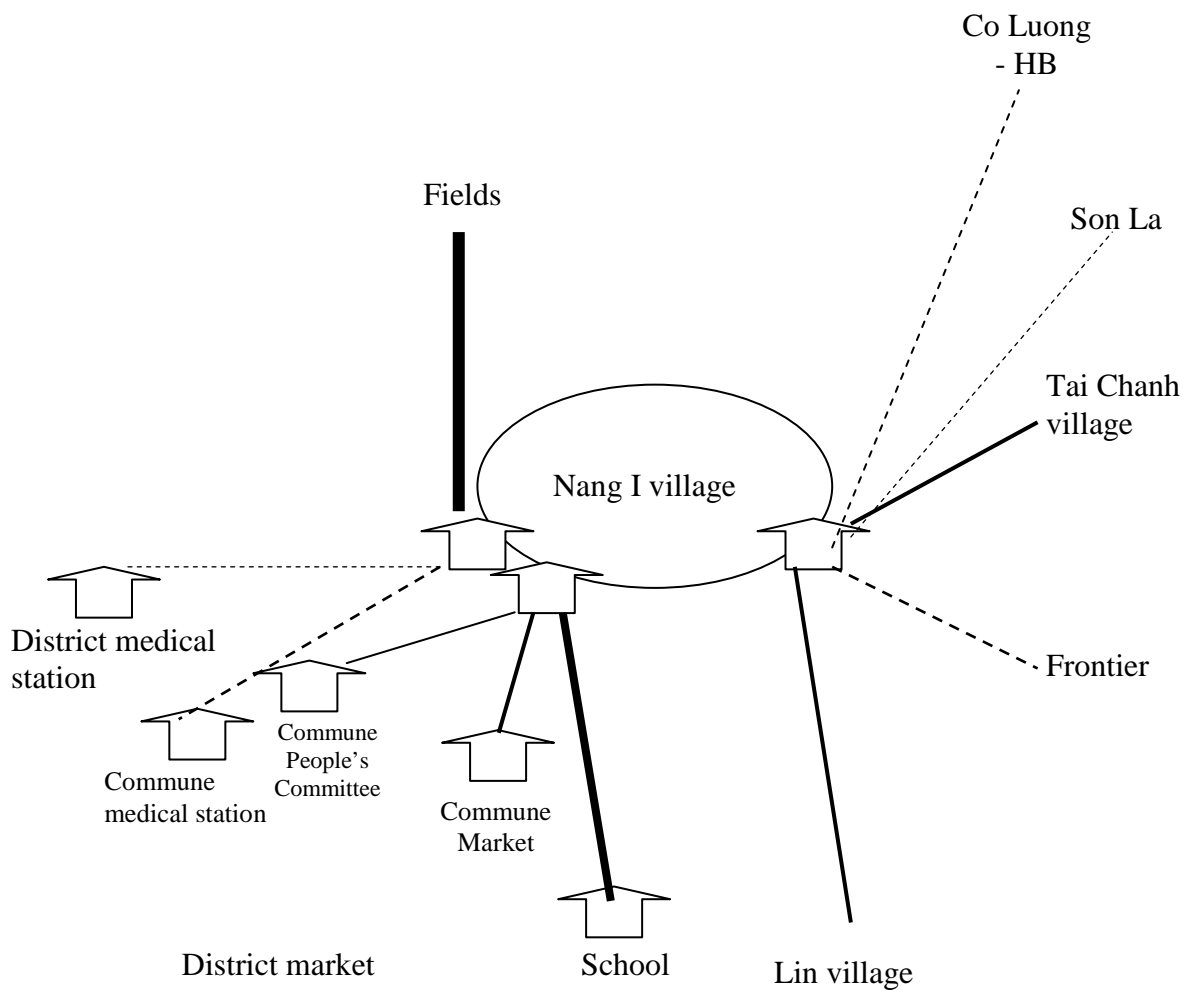 Co Luong
- HB
Fields
Son La
Tai Chanh
village
Nang I village
District medical
station
Frontier
Commune
People's
Committee
Commune
medical station
Commune
Market
District market
School
Lin village